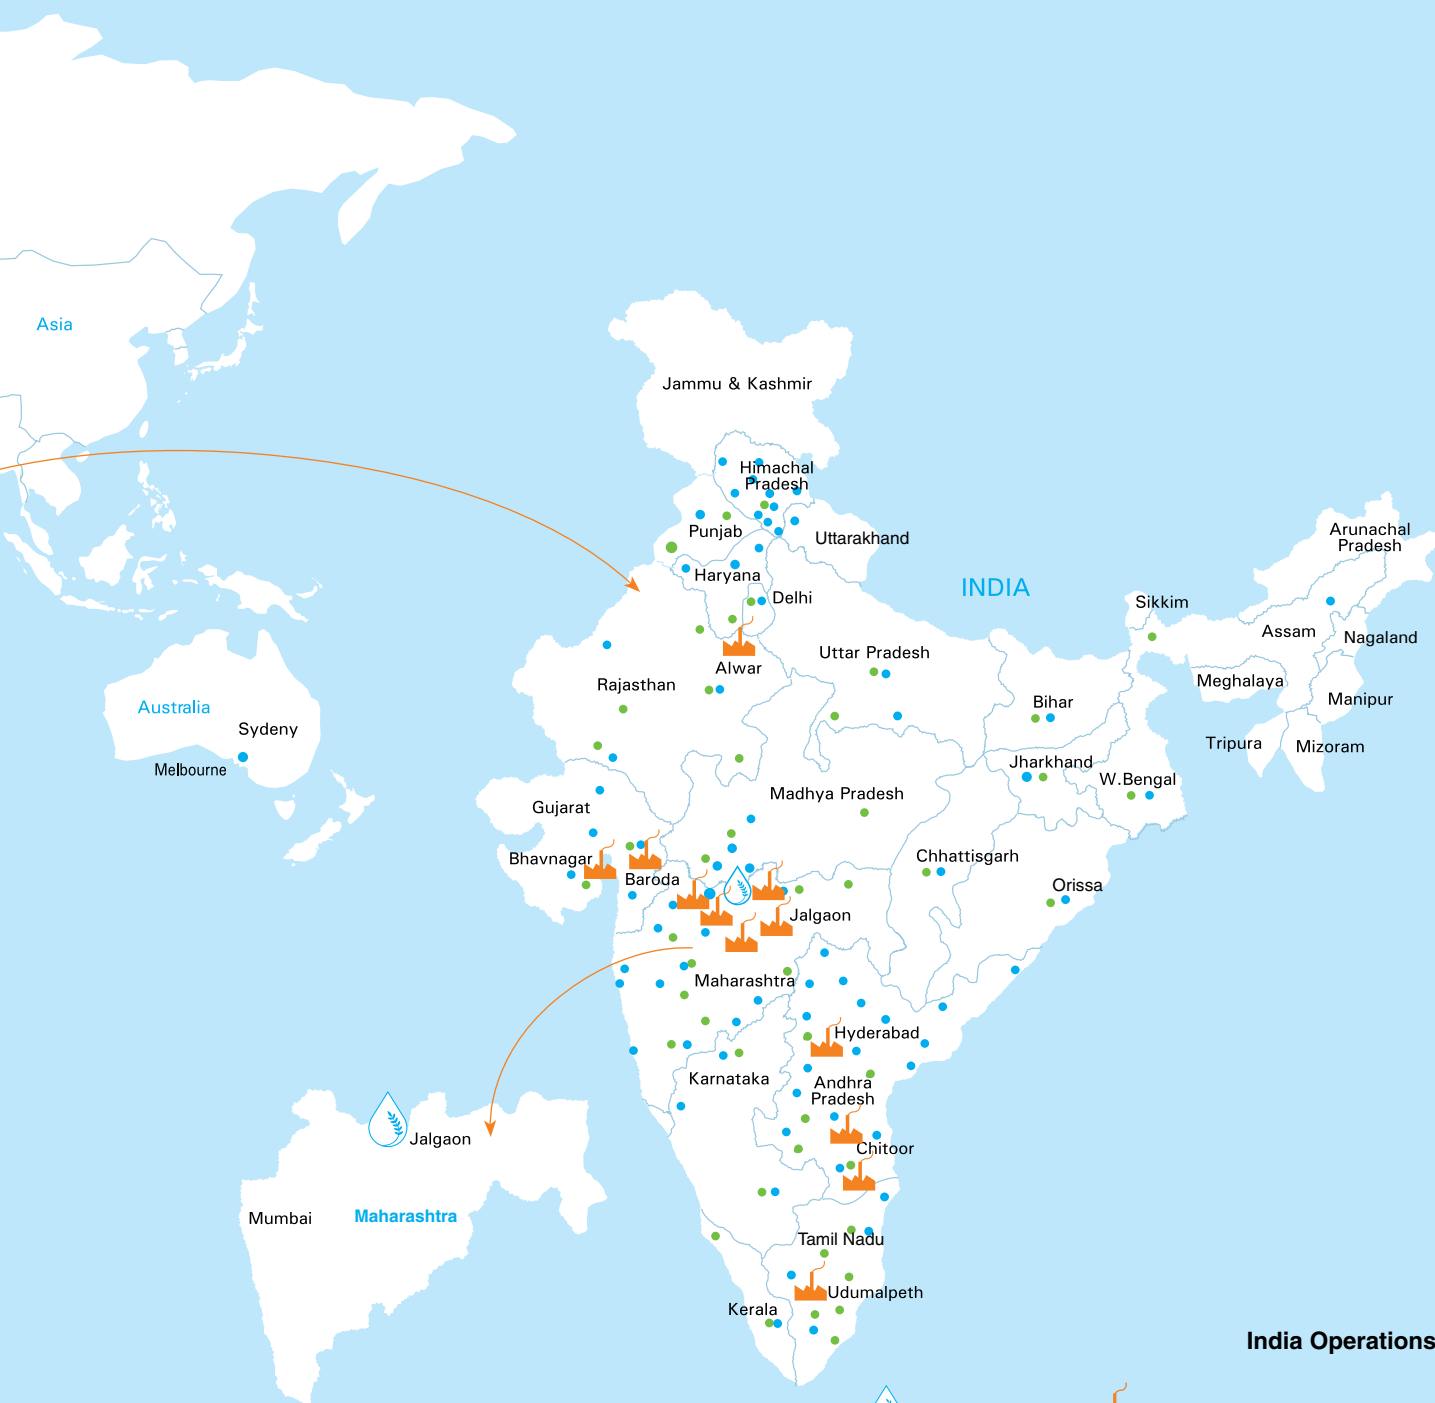 Asia
Jammu & Kashmir
Himachal
Pradesh
Punjab
Uttarakhand
Arunachal
Pradesh
Haryana
INDIA
Delhi
Sikkim
Assam
Nagaland
Uttar Pradesh
Alwar
Rajasthan
Meghalaya
Manipur
Bihar
Australia
Sydeny
Tripura
Mizoram
Melbourne
Jharkhand
W.Bengal
Madhya Pradesh
Gujarat
Bhavnagar
Chhattisgarh
Baroda
Orissa
Jalgaon
Maharashtra
Hyderabad
Karnataka
Andhra
Pradesh
Jalgaon
Chitoor
Mumbai
Maharashtra
Tamil Nadu
Udumalpeth
Kerala
India Operations